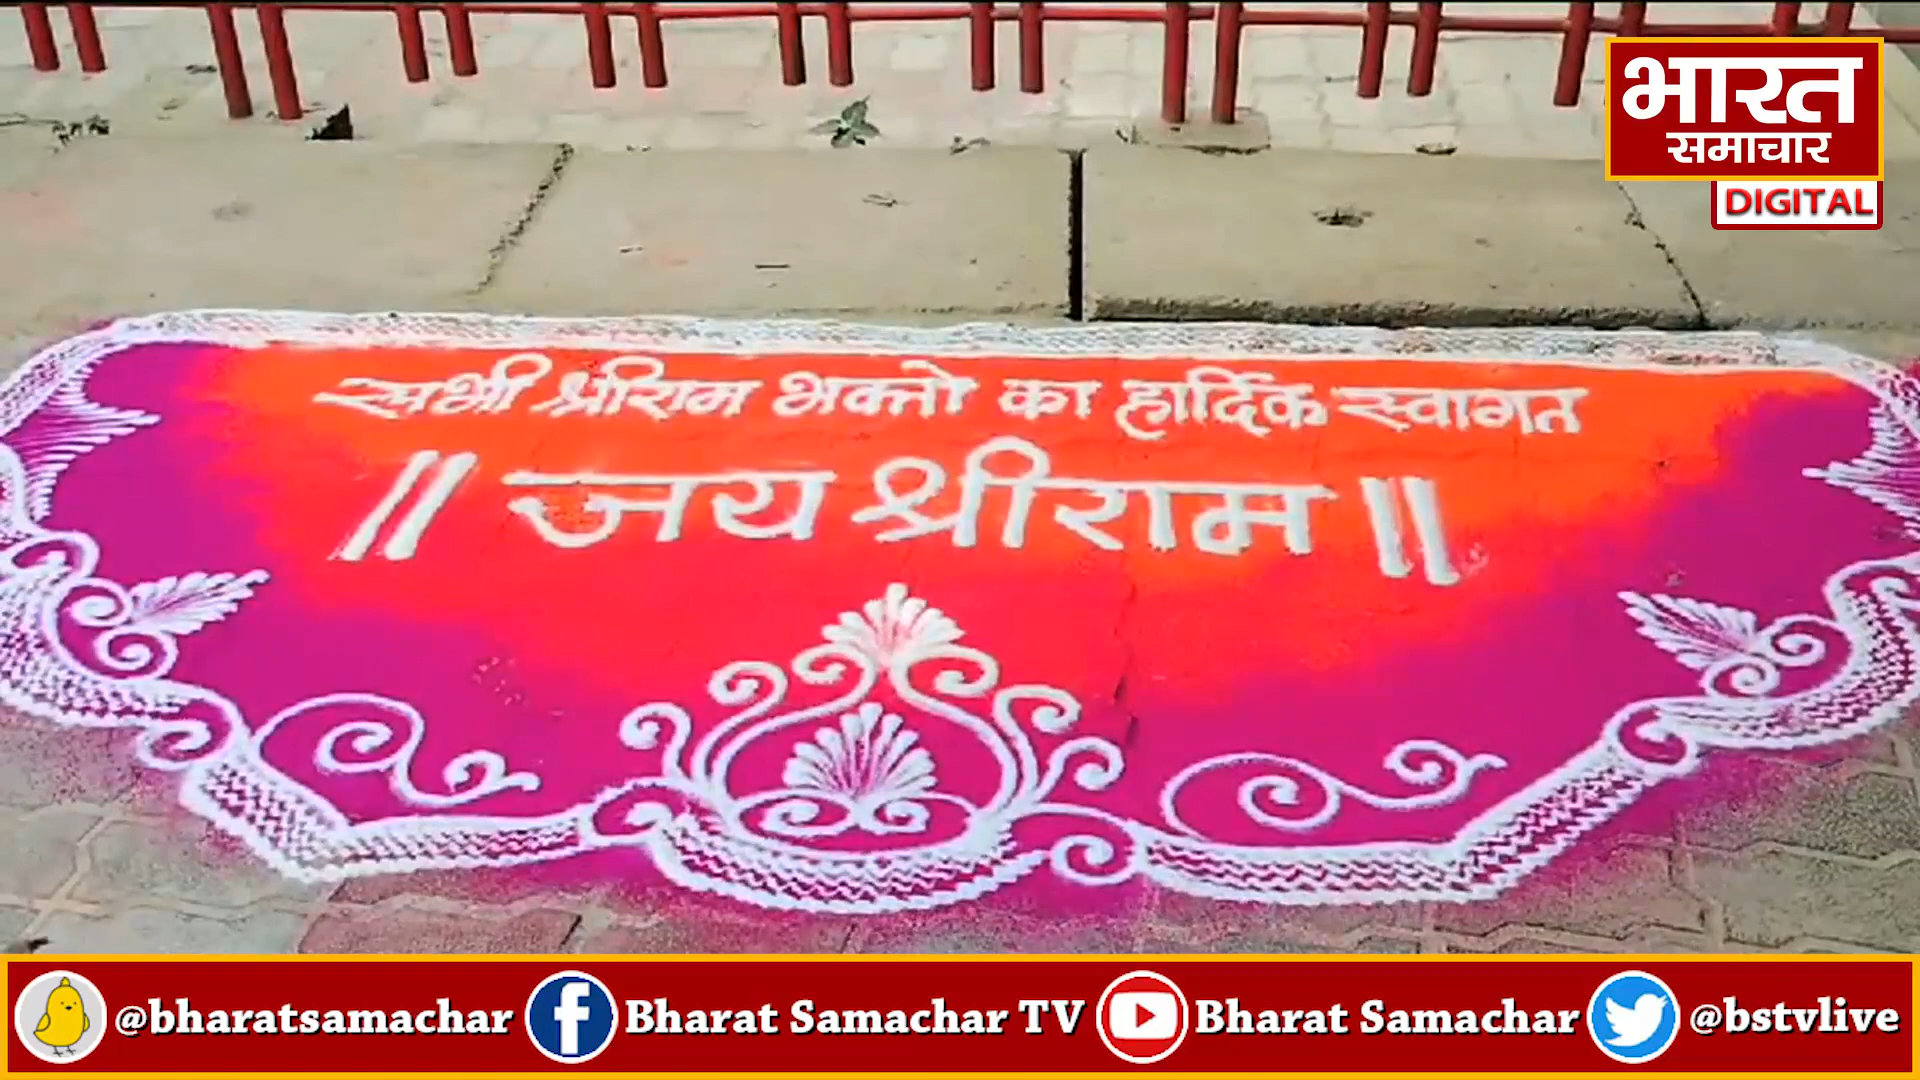 भारत
समाचार
DIGITAL
सभी श्रीराम भक्तो का हार्दिक स्वागत
|| जय श्रीराम ||
@bharatsamachar Bharat Samachar TV Bharat Samachar @bstvlive